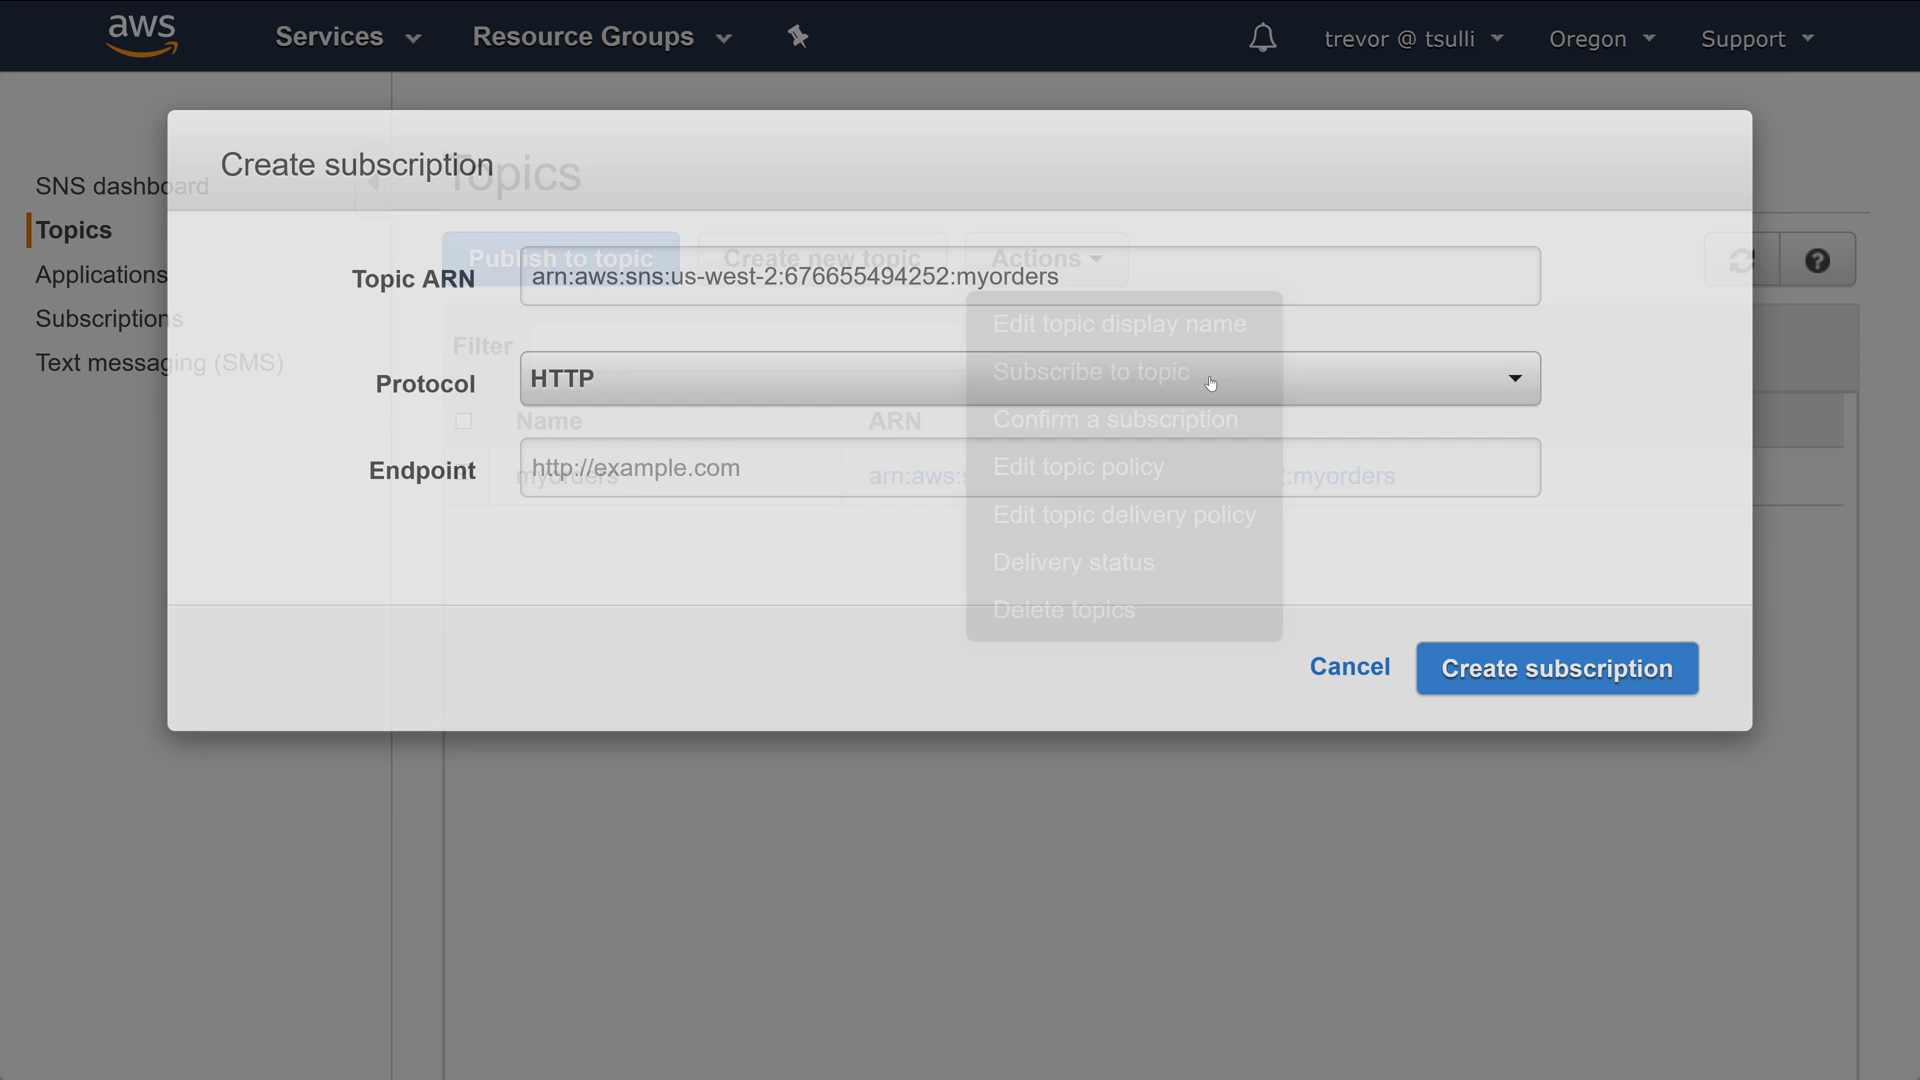 aws
Services
Resource Groups
trevor @ tsulli
Oregon
Support
Create subscription
Topics
SNS dashboard
Topics
Applications
Subscriptions
Text messaging (SMS)
Publish to topic
Create new topic
Actions
Topic ARN
arn:aws:sns:us-west-2:676655494252:myorders
Filter
Protocol
HTTP
Name
ARN
Endpoint
http://example.com
myorders
arn:aws:s
:myorders
Edit topic display name
Subscribe to topic
Confirm a subscription
Edit topic policy
Edit topic delivery policy
Delivery status
Delete topics
Cancel
Create subscription